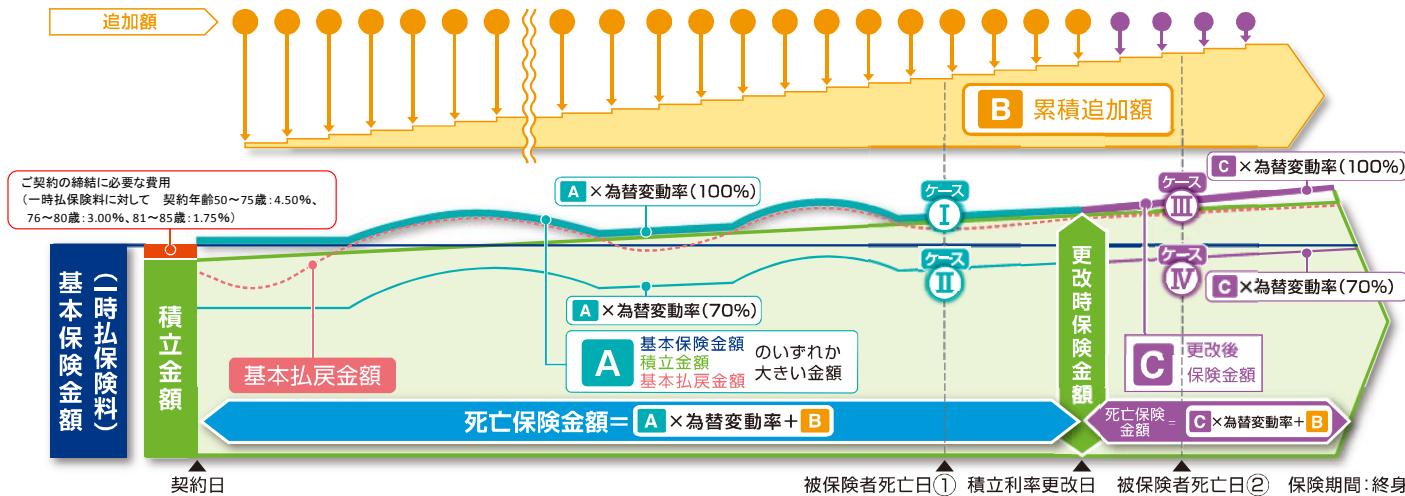 追加額
B 累積追加額
ご契約の締結に必要な費用
（一時払保険料に対して　契約年齢50～75歳：4.50%、
76～80歳：3.00%、81～85歳：1.75%）
A ×為替変動率（100%）
C ×為替変動率（100%）
ケース
Ⅰ
ケース
Ⅲ
ケース
Ⅱ
ケース
Ⅳ
A ×為替変動率（70%）
C ×為替変動率（70%）
基本保険金額
（一時払保険料）
積立金額
基本払戻金額
A
基本保険金額
積立金額
基本払戻金額
のいずれか
大きい金額
更改時保険金額
C
更改後
保険金額
死亡保険金額＝ A ×為替変動率＋ B
死亡保険
金額
＝ C ×為替変動率＋ B
契約日
被保険者死亡日①
積立利率更改日
被保険者死亡日②
保険期間：終身